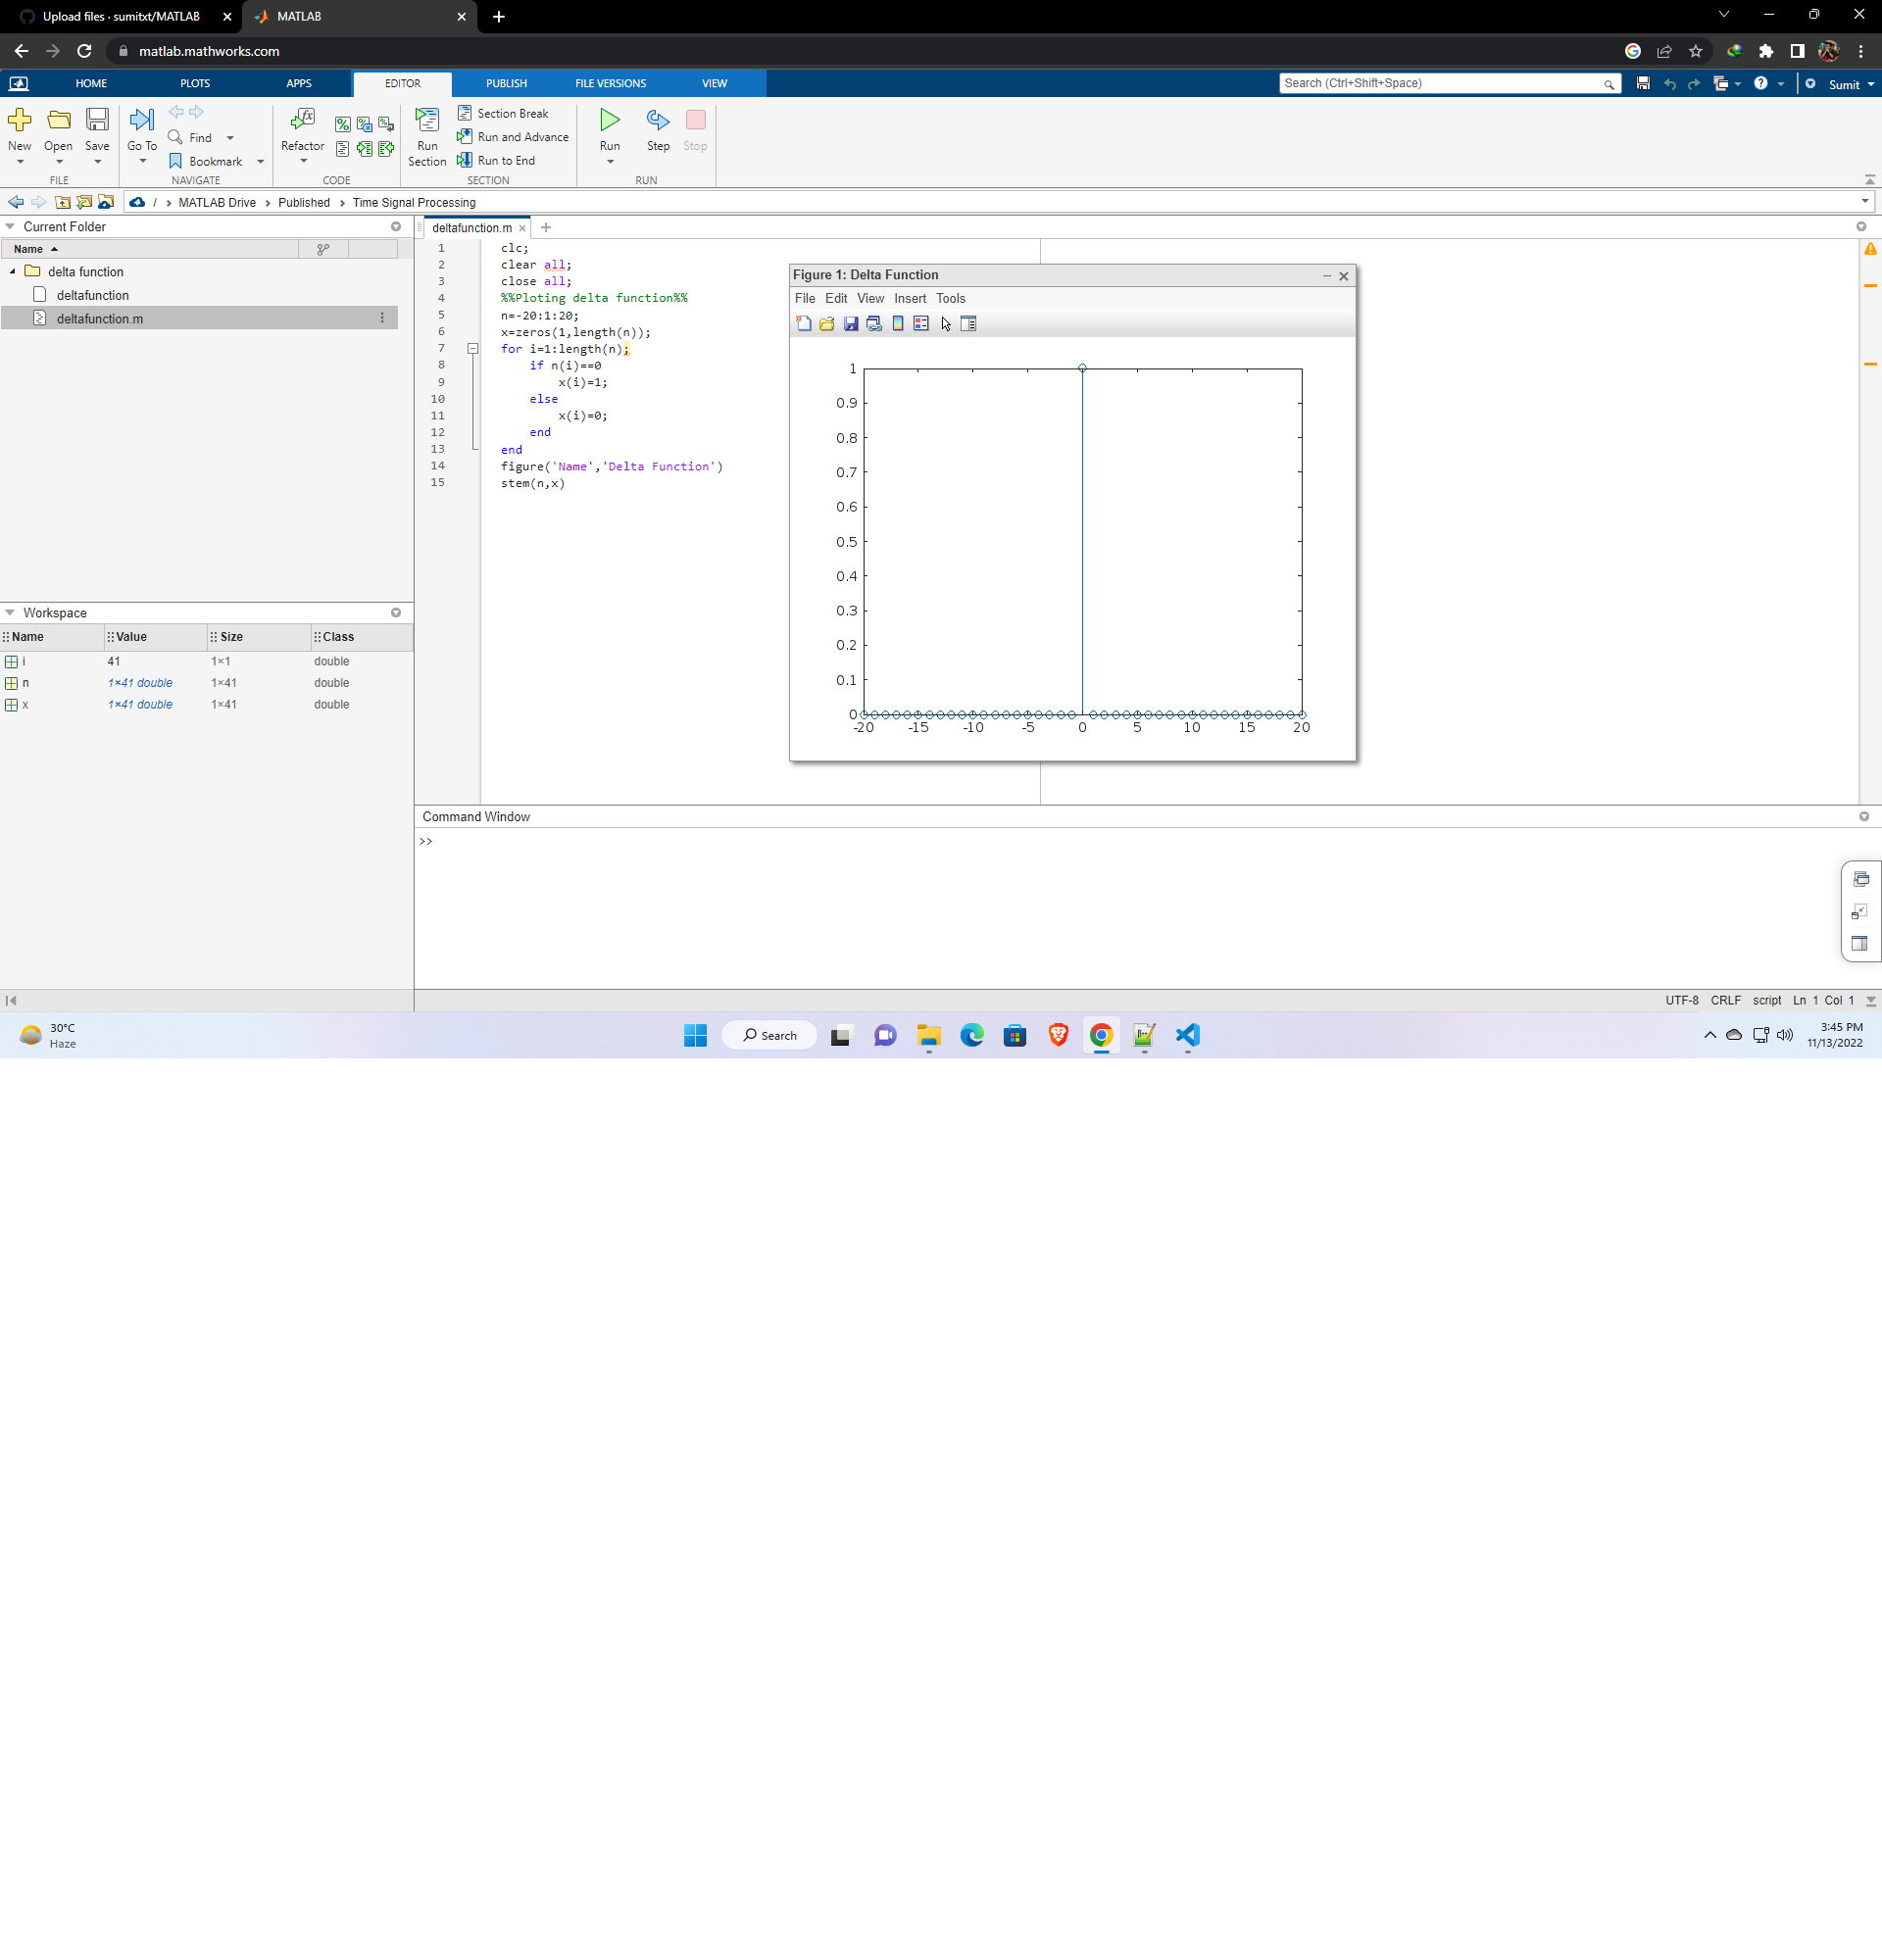 Upload files · sumitxt/MATLAB
MATLAB
matlab.mathworks.com
HOME PLOTS APPS EDITOR PUBLISH FILE VERSIONS VIEW
Search (Ctrl+Shift+Space)
Sumit
New Open Save
FILE
Go To
Find
Bookmark
NAVIGATE
Refactor
CODE
Run Section
Section Break
Run and Advance
Run to End
SECTION
Run Step Stop
RUN
/ › MATLAB Drive › Published › Time Signal Processing
Current Folder
Name
delta function
deltafunction
deltafunction.m
Workspace
Name Value Size Class
i 41 1×1 double
n 1×41 double 1×41 double
x 1×41 double 1×41 double
deltafunction.m
1 clc;
2 clear all;
3 close all;
4 %%Ploting delta function%%
5 n=-20:1:20;
6 x=zeros(1,length(n));
7 for i=1:length(n);
8 if n(i)==0
9 x(i)=1;
10 else
11 x(i)=0;
12 end
13 end
14 figure('Name','Delta Function')
15 stem(n,x)
Figure 1: Delta Function
File Edit View Insert Tools
1
0.9
0.8
0.7
0.6
0.5
0.4
0.3
0.2
0.1
0
-20 -15 -10 -5 0 5 10 15 20
Command Window
>>
UTF-8 CRLF script Ln 1 Col 1
30°C
Haze
Search
3:45 PM
11/13/2022